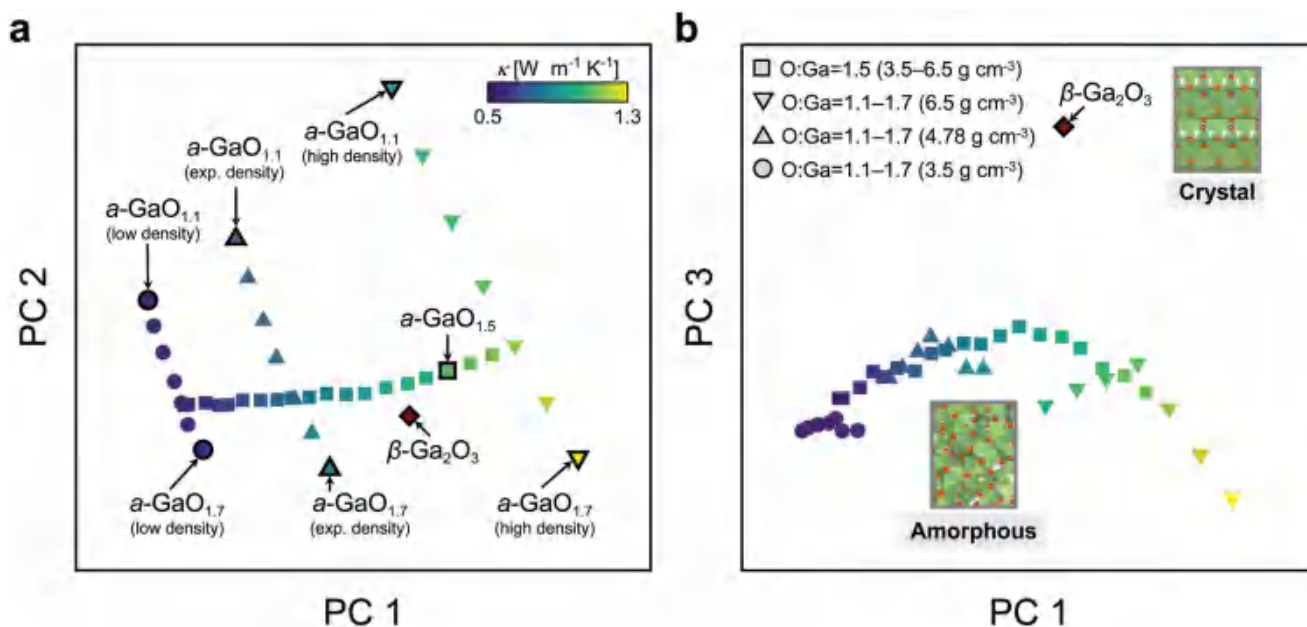 a
κ [W m⁻¹ K⁻¹]
0.5 1.3
a-GaO₁.₁
(high density)
a-GaO₁.₁
(exp. density)
a-GaO₁.₁
(low density)
a-GaO₁.₅
β-Ga₂O₃
a-GaO₁.₇
(low density)
a-GaO₁.₇
(exp. density)
a-GaO₁.₇
(high density)
PC 2
PC 1
b
O:Ga=1.5 (3.5–6.5 g cm⁻³)
O:Ga=1.1–1.7 (6.5 g cm⁻³)
O:Ga=1.1–1.7 (4.78 g cm⁻³)
O:Ga=1.1–1.7 (3.5 g cm⁻³)
β-Ga₂O₃
Crystal
Amorphous
PC 3
PC 1